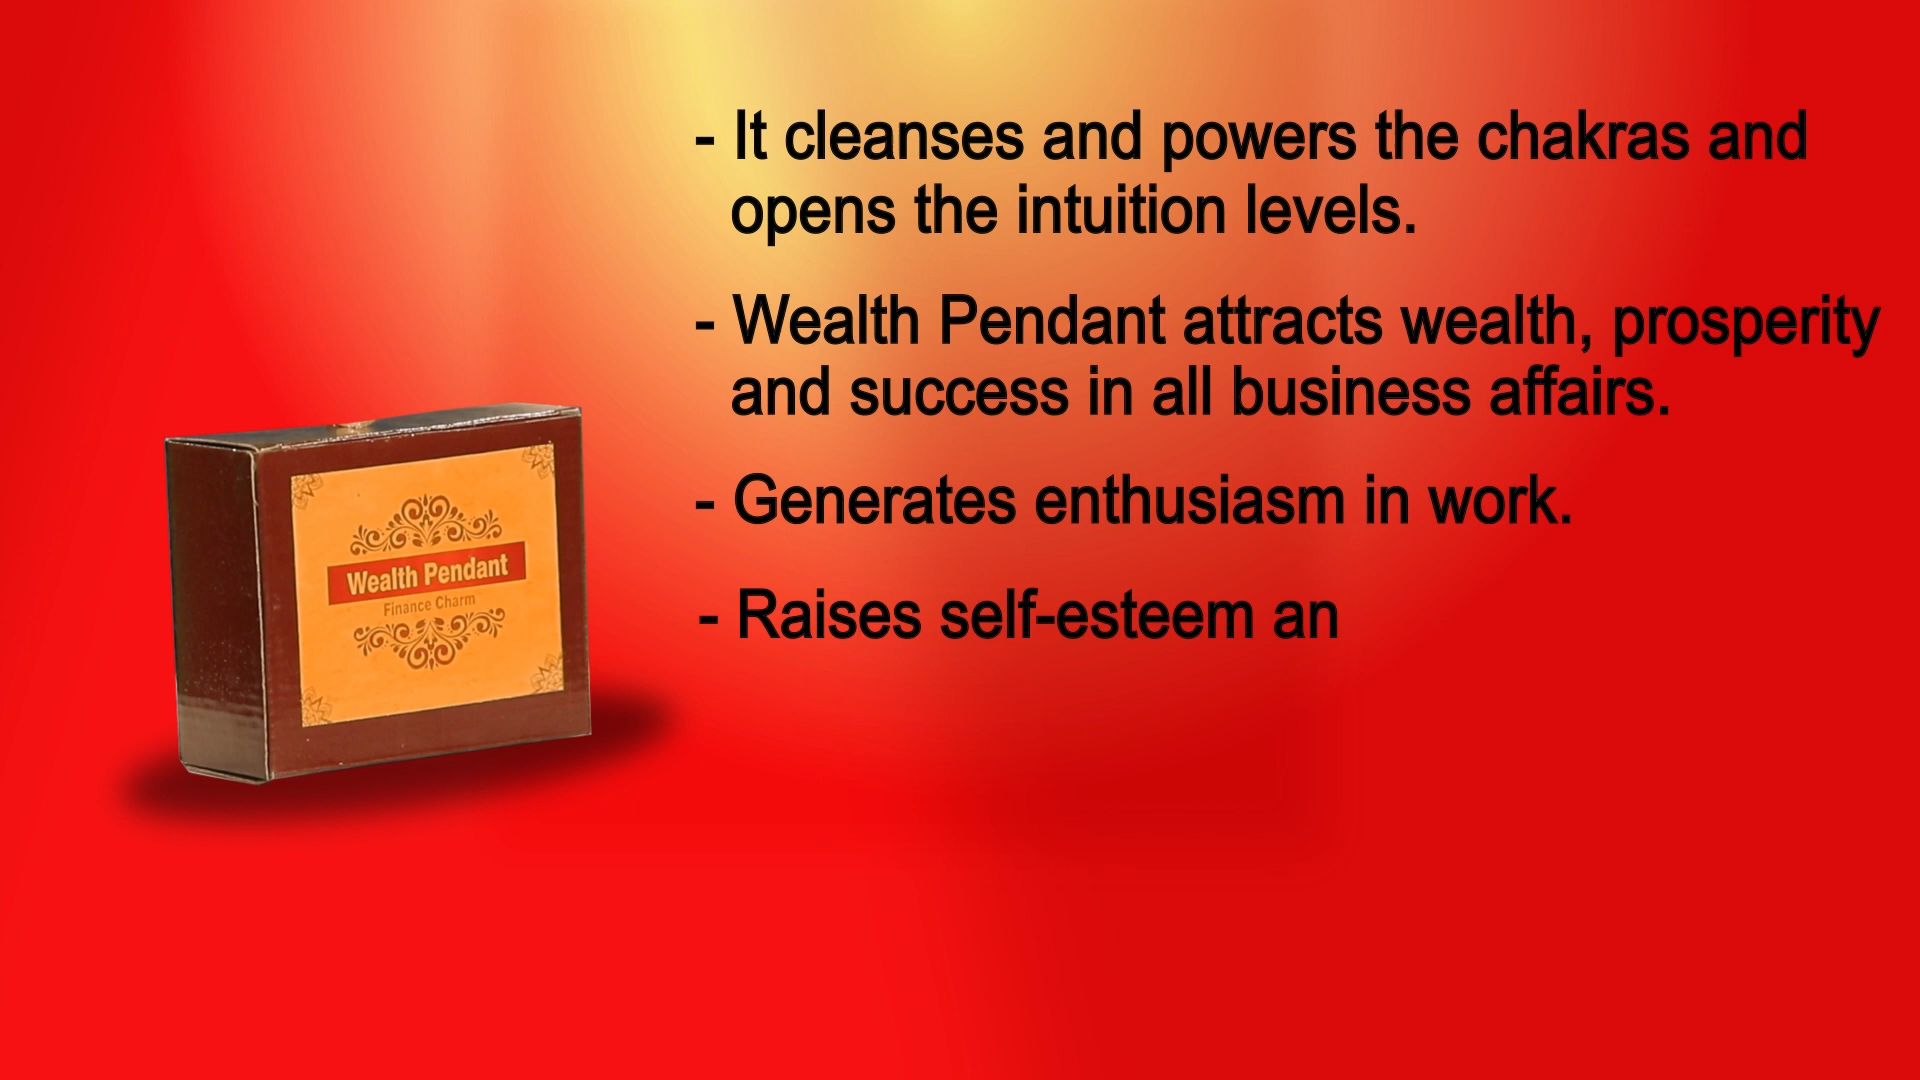 - It cleanses and powers the chakras and
opens the intuition levels.
- Wealth Pendant attracts wealth, prosperity
and success in all business affairs.
- Generates enthusiasm in work.
- Raises self-esteem an
Wealth Pendant
Finance Charm